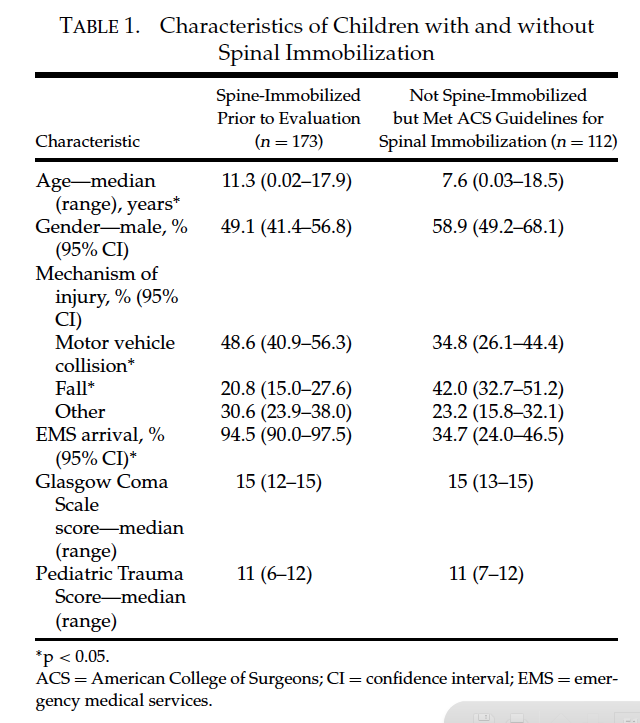 TABLE 1. Characteristics of Children with and without
Spinal Immobilization
Spine-Immobilized Not Spine-Immobilized
Prior to Evaluation but Met ACS Guidelines for
Characteristic (n = 173) Spinal Immobilization (n = 112)
Age—median 11.3 (0.02–17.9) 7.6 (0.03–18.5)
(range), years*
Gender—male, % 49.1 (41.4–56.8) 58.9 (49.2–68.1)
(95% CI)
Mechanism of
injury, % (95%
CI)
Motor vehicle 48.6 (40.9–56.3) 34.8 (26.1–44.4)
collision*
Fall* 20.8 (15.0–27.6) 42.0 (32.7–51.2)
Other 30.6 (23.9–38.0) 23.2 (15.8–32.1)
EMS arrival, % 94.5 (90.0–97.5) 34.7 (24.0–46.5)
(95% CI)*
Glasgow Coma 15 (12–15) 15 (13–15)
Scale
score—median
(range)
Pediatric Trauma 11 (6–12) 11 (7–12)
Score—median
(range)
*p < 0.05.
ACS = American College of Surgeons; CI = confidence interval; EMS = emer-
gency medical services.